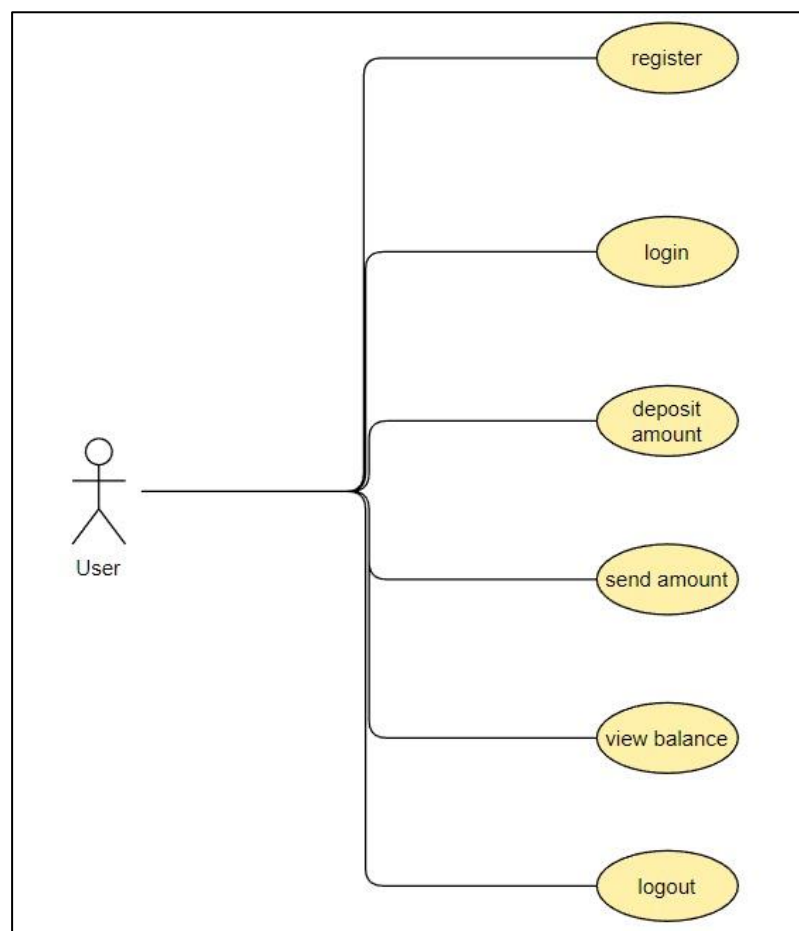 register
login
deposit
amount
User
send amount
view balance
logout